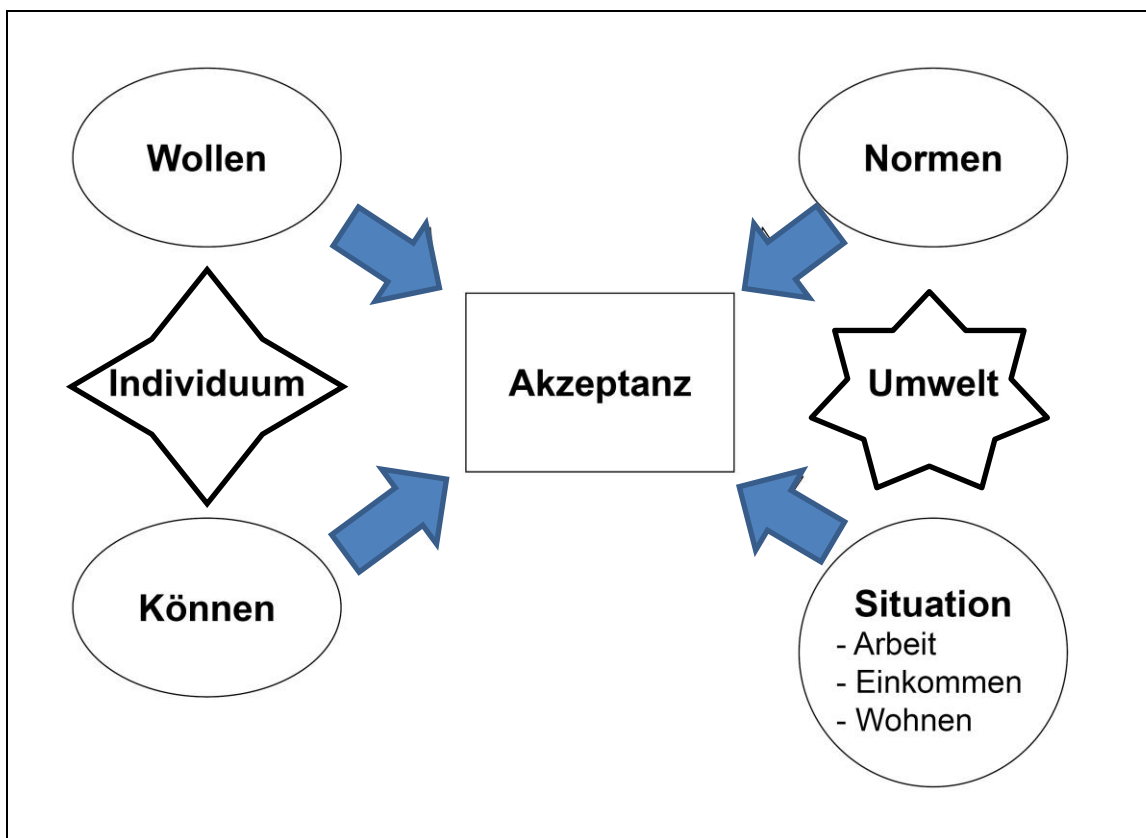 Wollen
Normen
Individuum
Akzeptanz
Umwelt
Können
Situation
- Arbeit
- Einkommen
- Wohnen